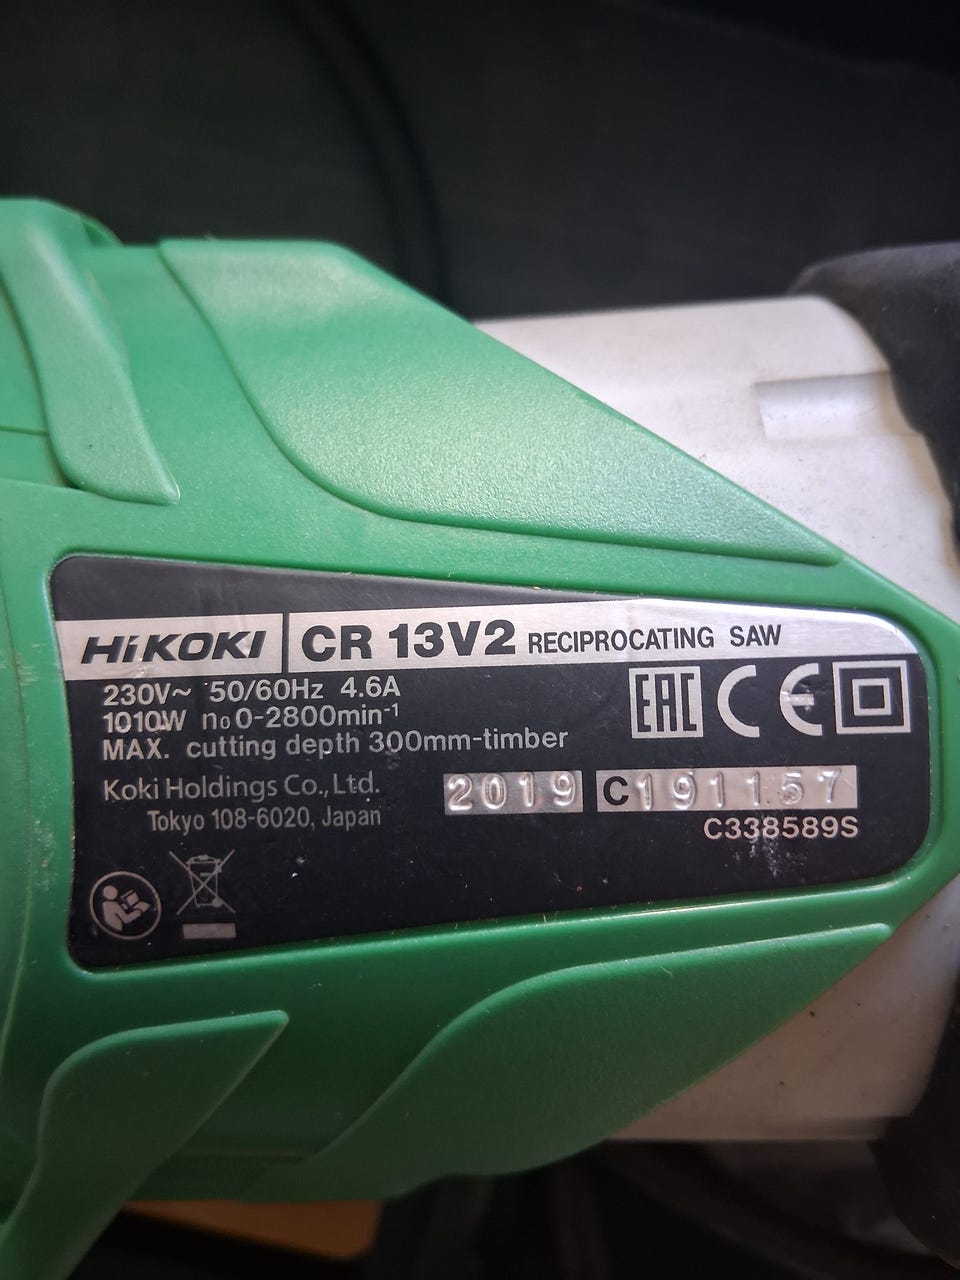 HiKOKI CR 13V2 RECIPROCATING SAW
230V~ 50/60Hz 4.6A
1010W n₀ 0-2800min⁻¹
MAX. cutting depth 300mm-timber
EAC CE
Koki Holdings Co., Ltd.
Tokyo 108-6020, Japan
2019 C191157
C338589S